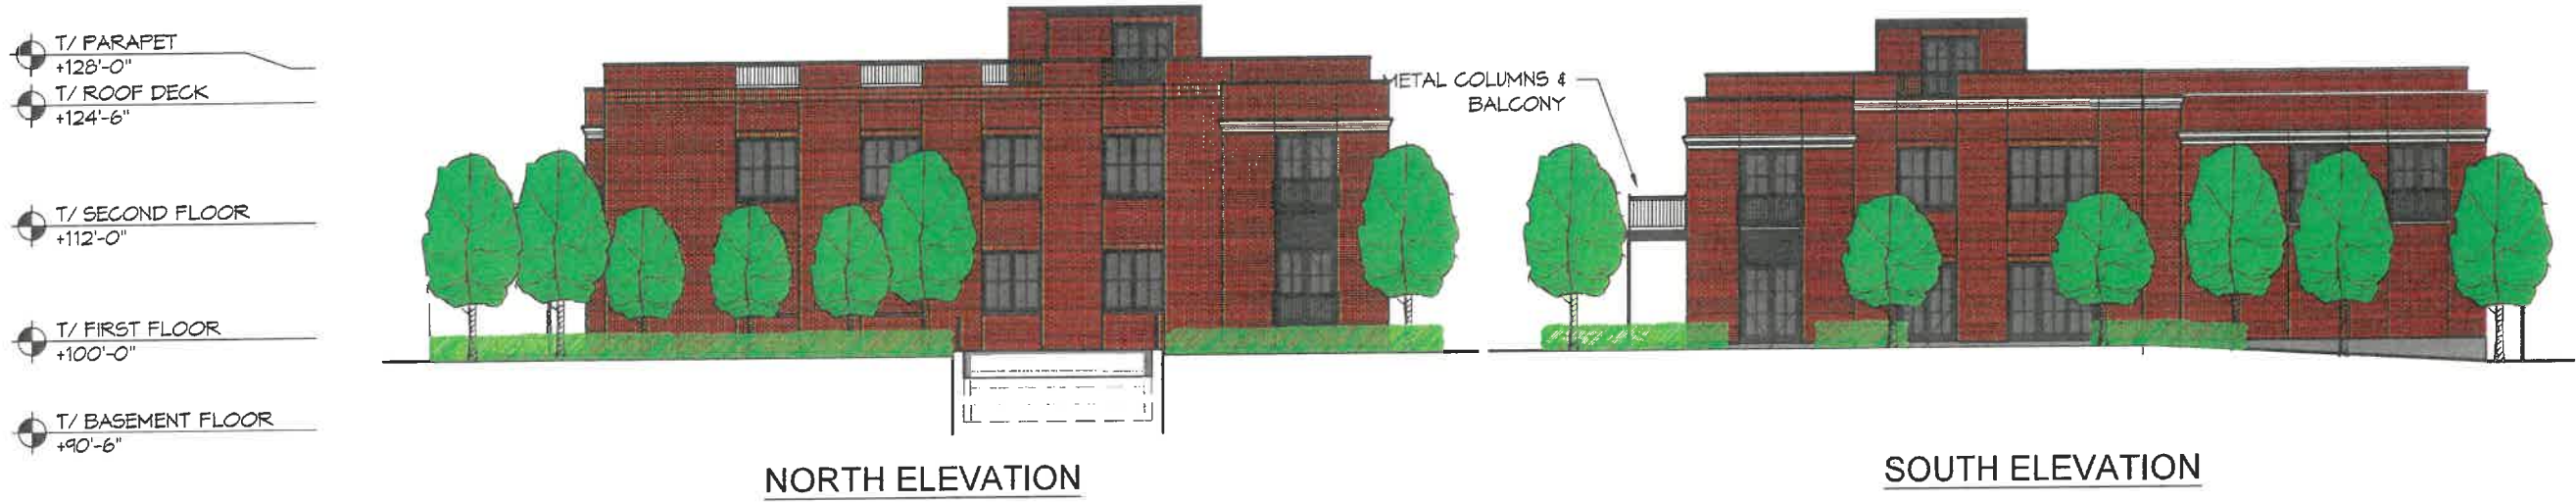 T/ PARAPET
+128'-0"
T/ ROOF DECK
+124'-6"
T/ SECOND FLOOR
+112'-0"
T/ FIRST FLOOR
+100'-0"
T/ BASEMENT FLOOR
+90'-6"
METAL COLUMNS &
BALCONY
NORTH ELEVATION
SOUTH ELEVATION